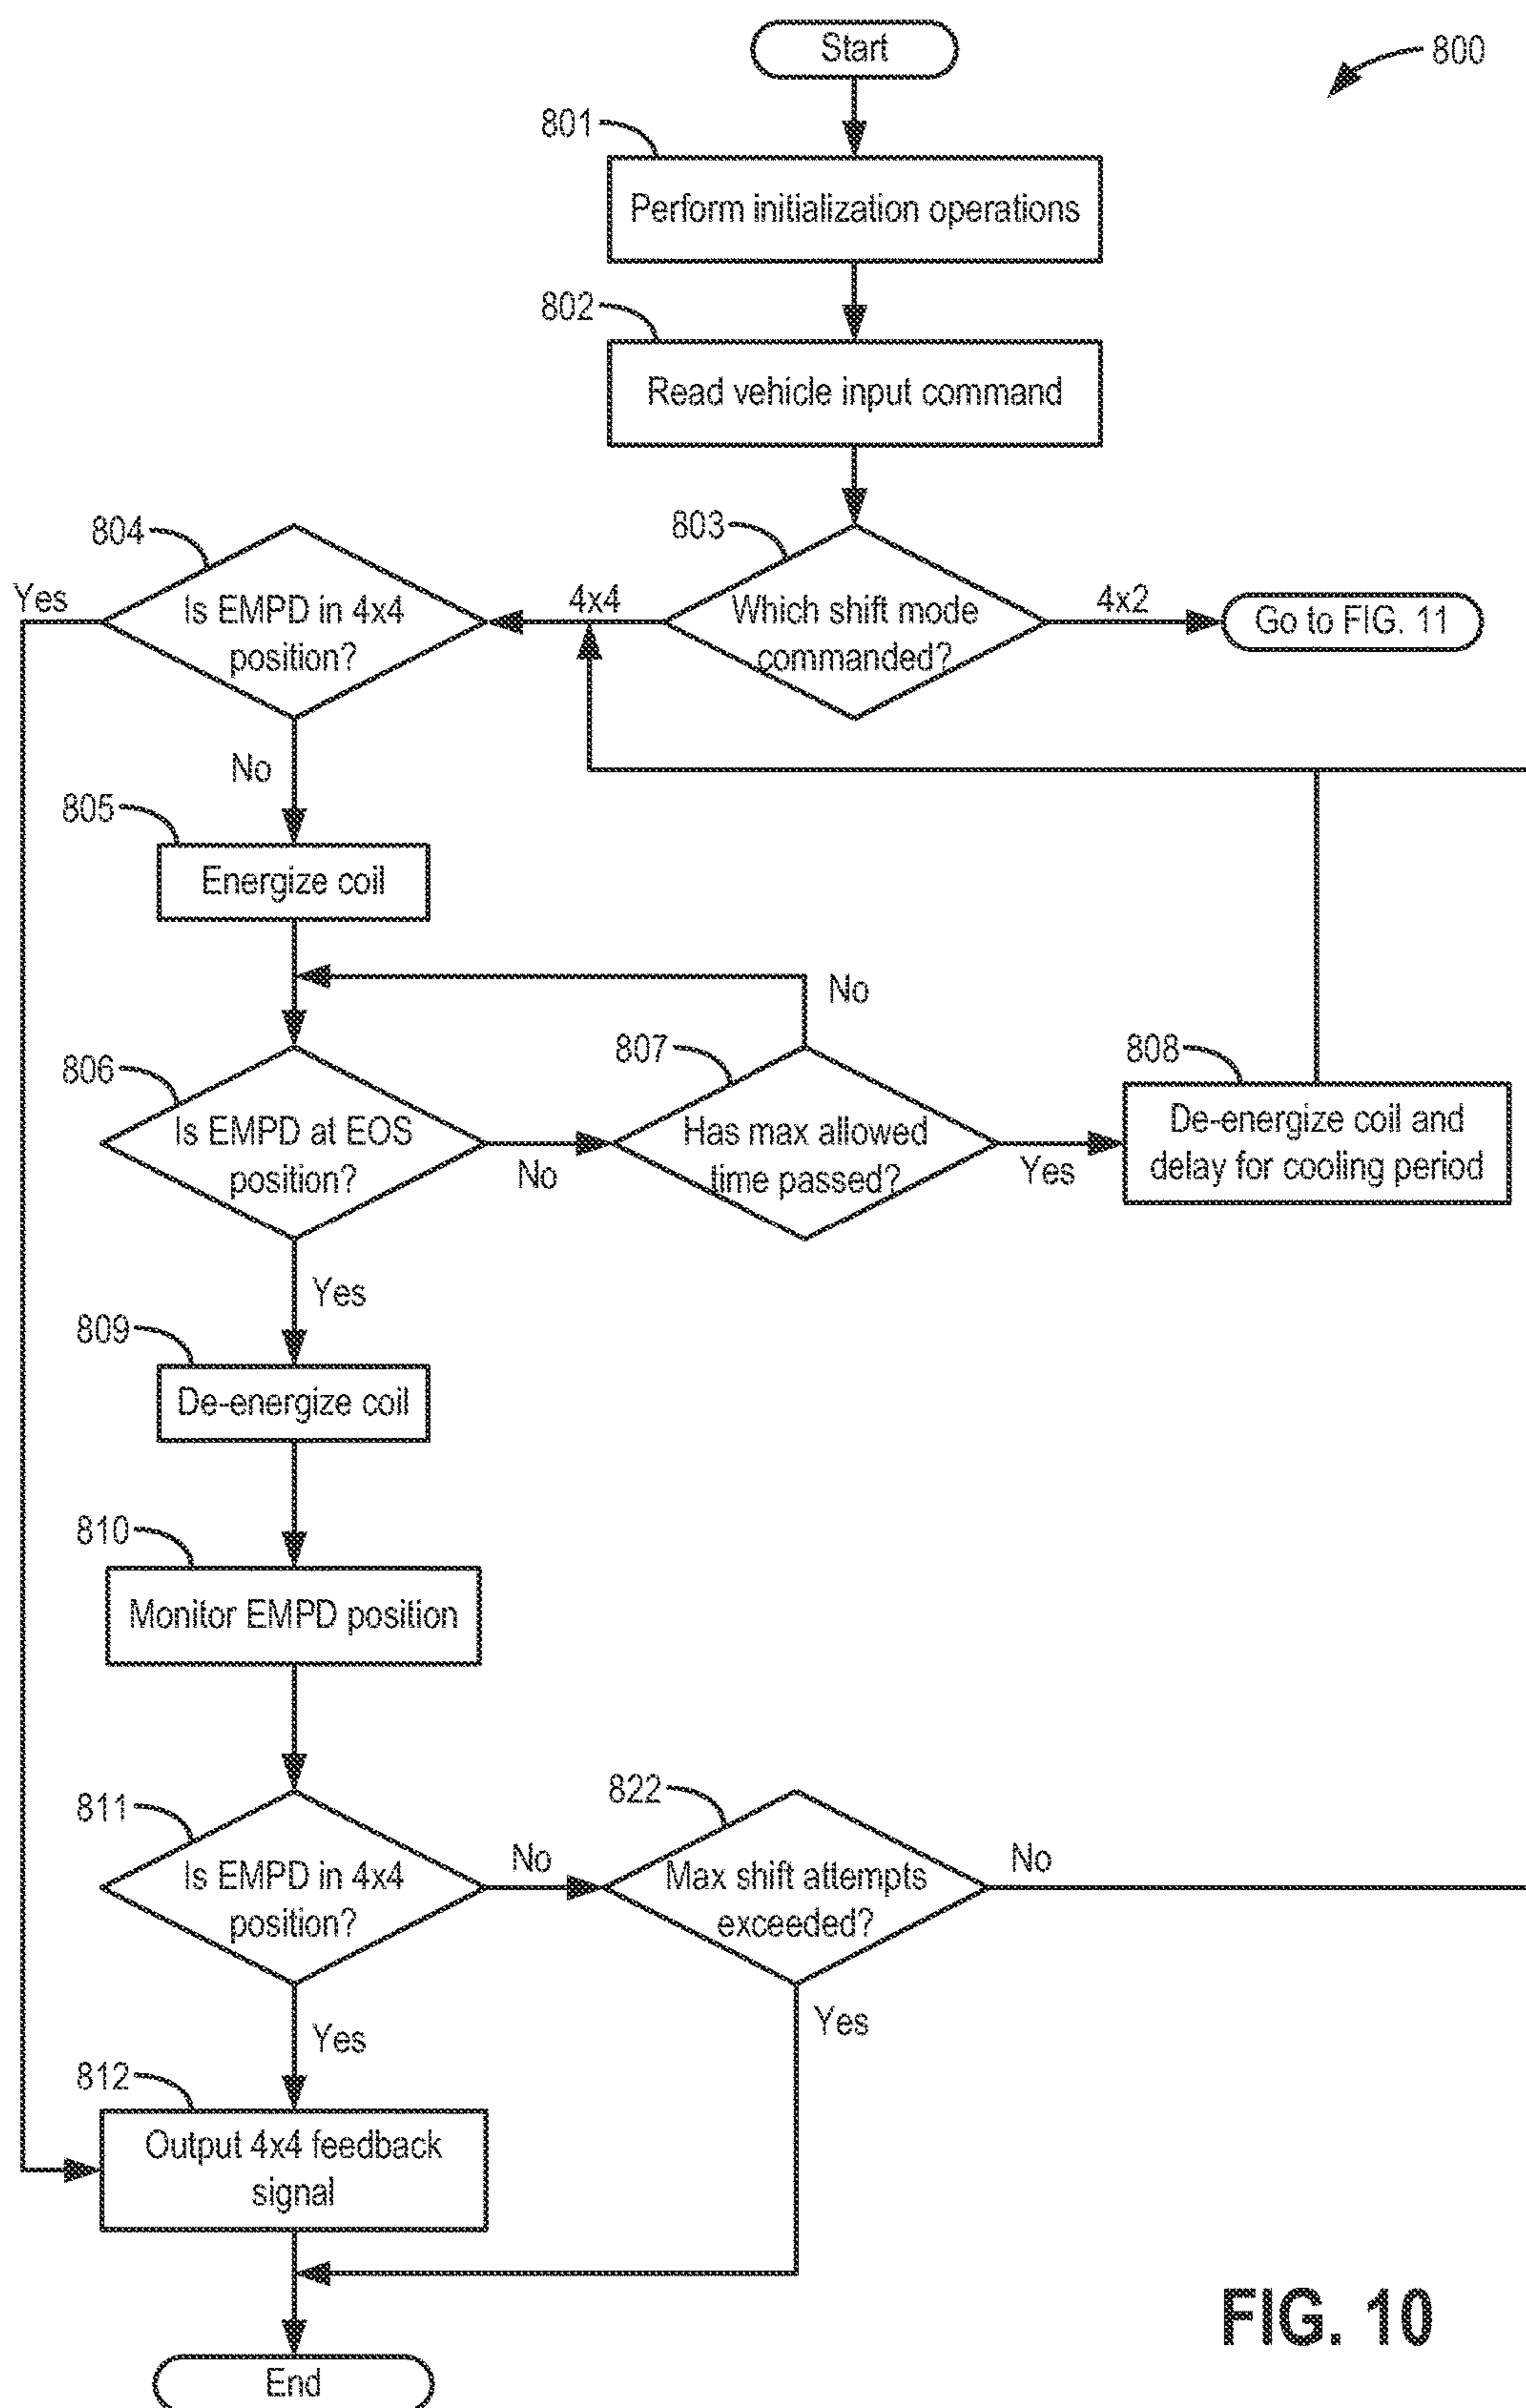 Start
800
801
Perform initialization operations
802
Read vehicle input command
804
803
Yes
Is EMPD in 4x4
position?
4x4
Which shift mode
commanded?
4x2
Go to FIG. 11
No
805
Energize coil
No
806
807
808
Is EMPD at EOS
position?
No
Has max allowed
time passed?
Yes
De-energize coil and
delay for cooling period
Yes
809
De-energize coil
810
Monitor EMPD position
811
822
Is EMPD in 4x4
position?
No
Max shift attempts
exceeded?
No
Yes
Yes
812
Output 4x4 feedback
signal
FIG. 10
End